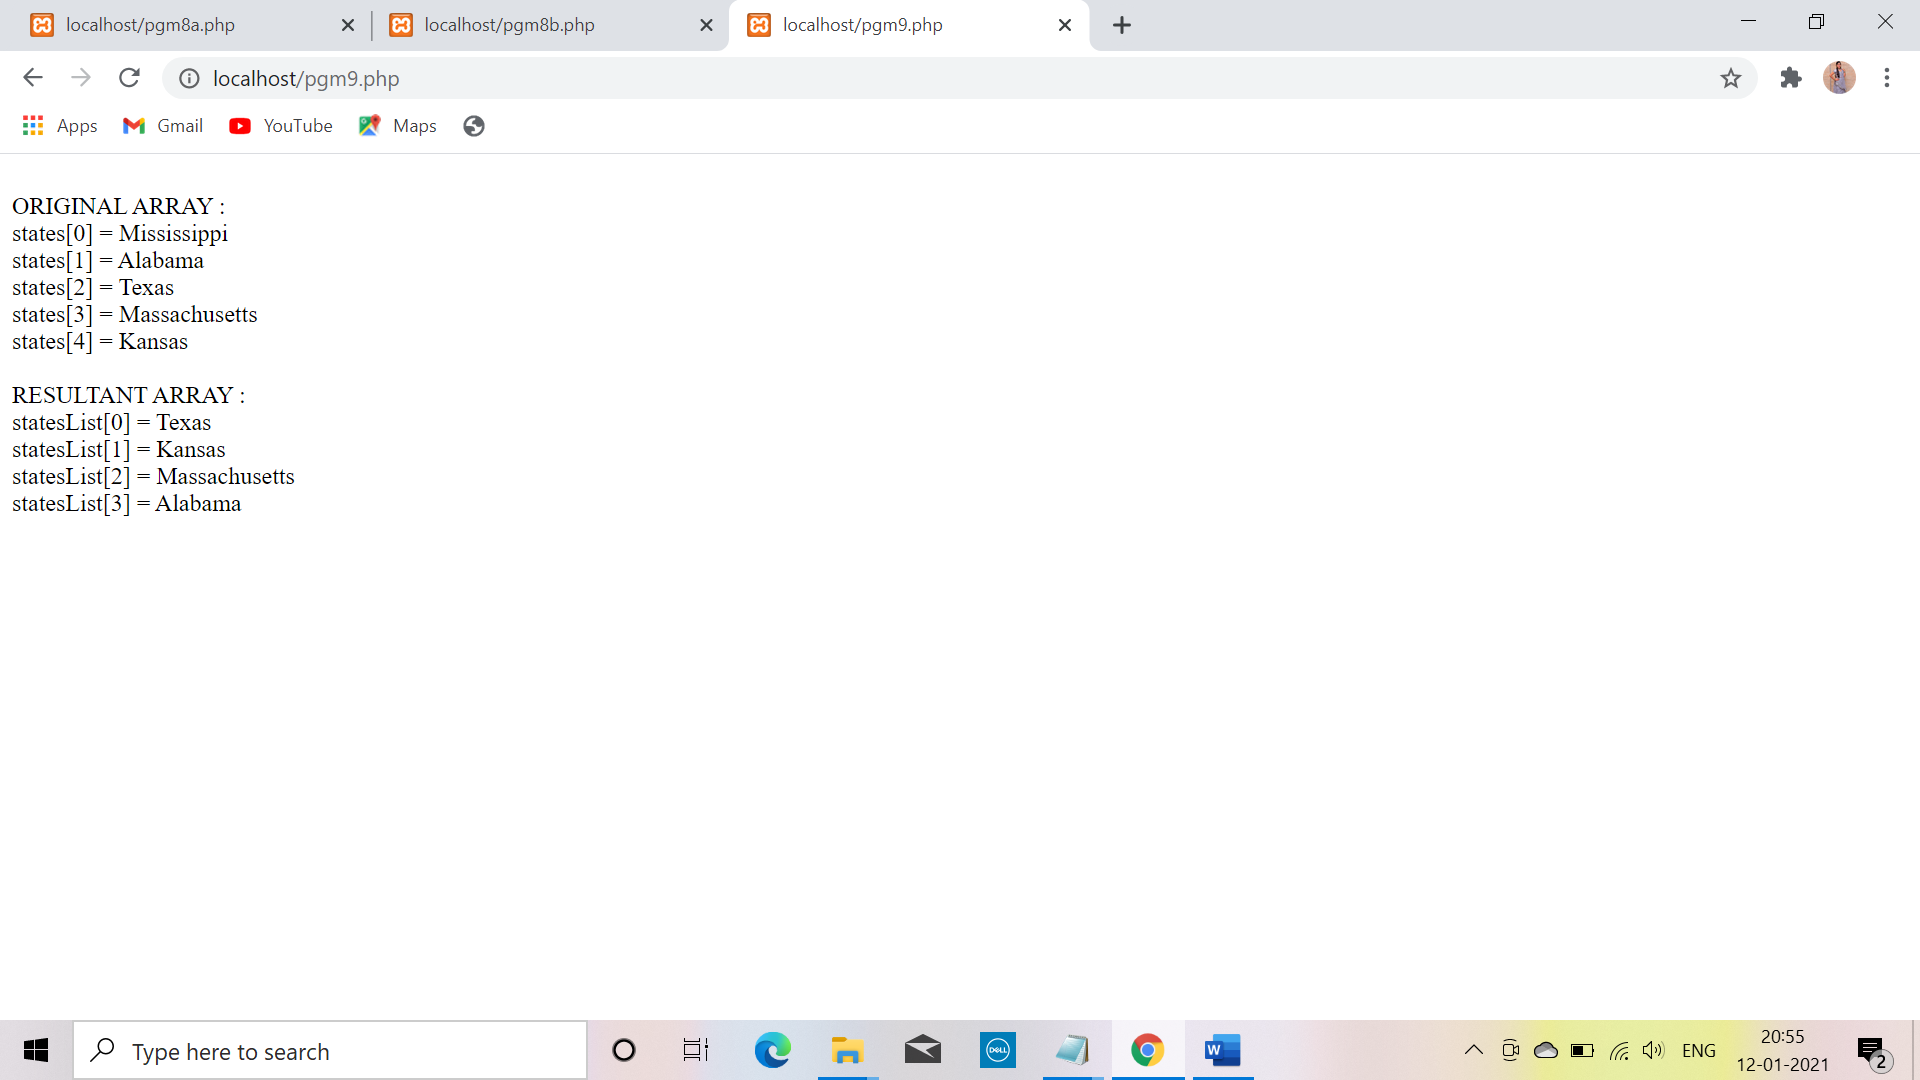 localhost/pgm8a.php
localhost/pgm8b.php
localhost/pgm9.php
localhost/pgm9.php
Apps
Gmail
YouTube
Maps
ORIGINAL ARRAY :
states[0] = Mississippi
states[1] = Alabama
states[2] = Texas
states[3] = Massachusetts
states[4] = Kansas
RESULTANT ARRAY :
statesList[0] = Texas
statesList[1] = Kansas
statesList[2] = Massachusetts
statesList[3] = Alabama
Type here to search
DELL
W
ENG
20:55
12-01-2021
2